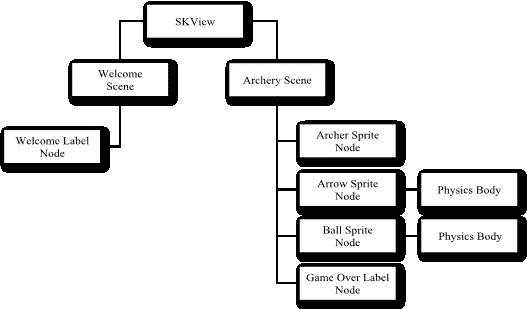 SKView
Welcome
Scene
Archery Scene
Welcome Label
Node
Archer Sprite
Node
Arrow Sprite
Node
Physics Body
Ball Sprite
Node
Physics Body
Game Over Label
Node